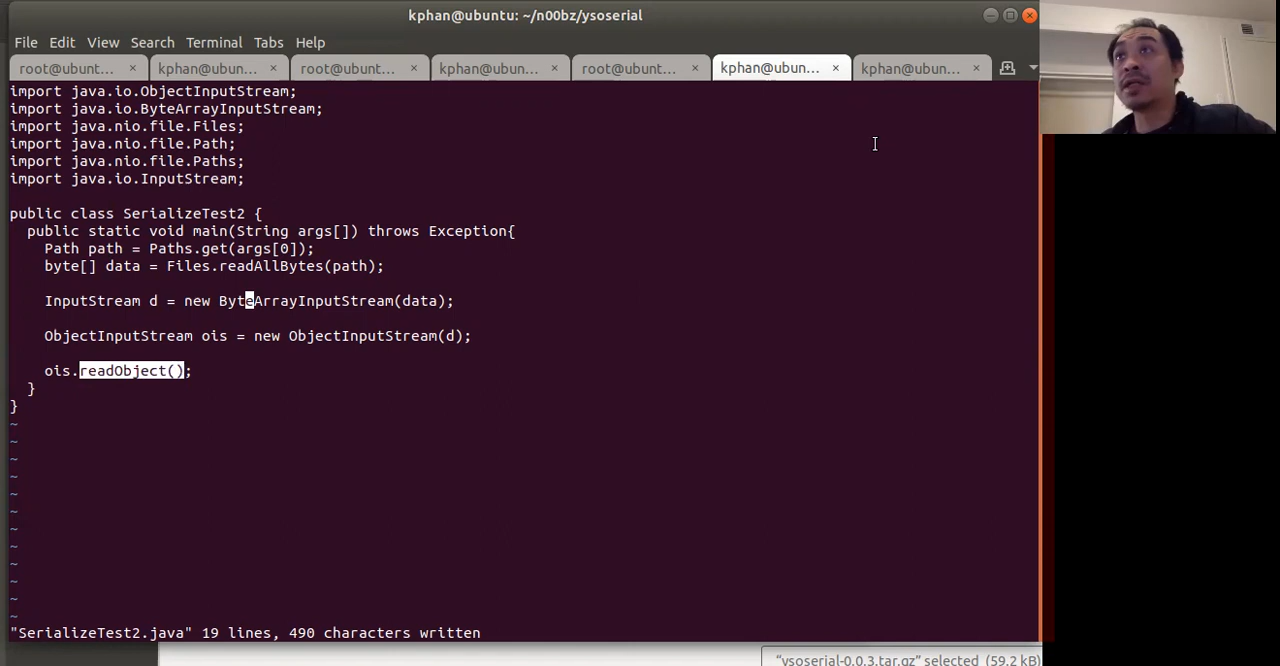 kphan@ubuntu: ~/n00bz/ysoserial
File Edit View Search Terminal Tabs Help
root@ubunt... × kphan@ubun... × root@ubunt... × kphan@ubun... × root@ubunt... × kphan@ubun... × kphan@ubun... ×
import java.io.ObjectInputStream;
import java.io.ByteArrayInputStream;
import java.nio.file.Files;
import java.nio.file.Path;
import java.nio.file.Paths;
import java.io.InputStream;
public class SerializeTest2 {
public static void main(String args[]) throws Exception{
Path path = Paths.get(args[0]);
byte[] data = Files.readAllBytes(path);
InputStream d = new ByteArrayInputStream(data);
ObjectInputStream ois = new ObjectInputStream(d);
ois.readObject();
}
}
~
~
~
~
~
~
~
~
~
~
~
~
"SerializeTest2.java" 19 lines, 490 characters written
"ysoserial-0.0.3.tar.gz" selected (59.2 kB)